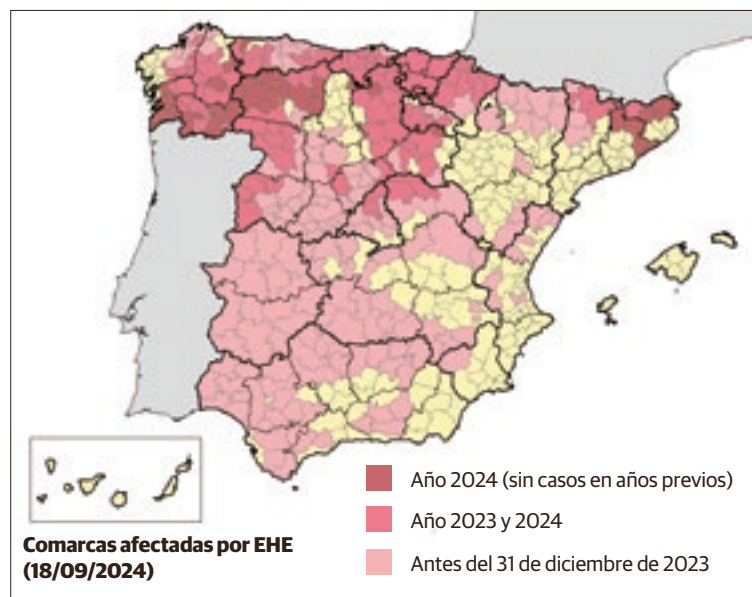 Año 2024 (sin casos en años previos)
Año 2023 y 2024
Antes del 31 de diciembre de 2023
Comarcas afectadas por EHE
(18/09/2024)